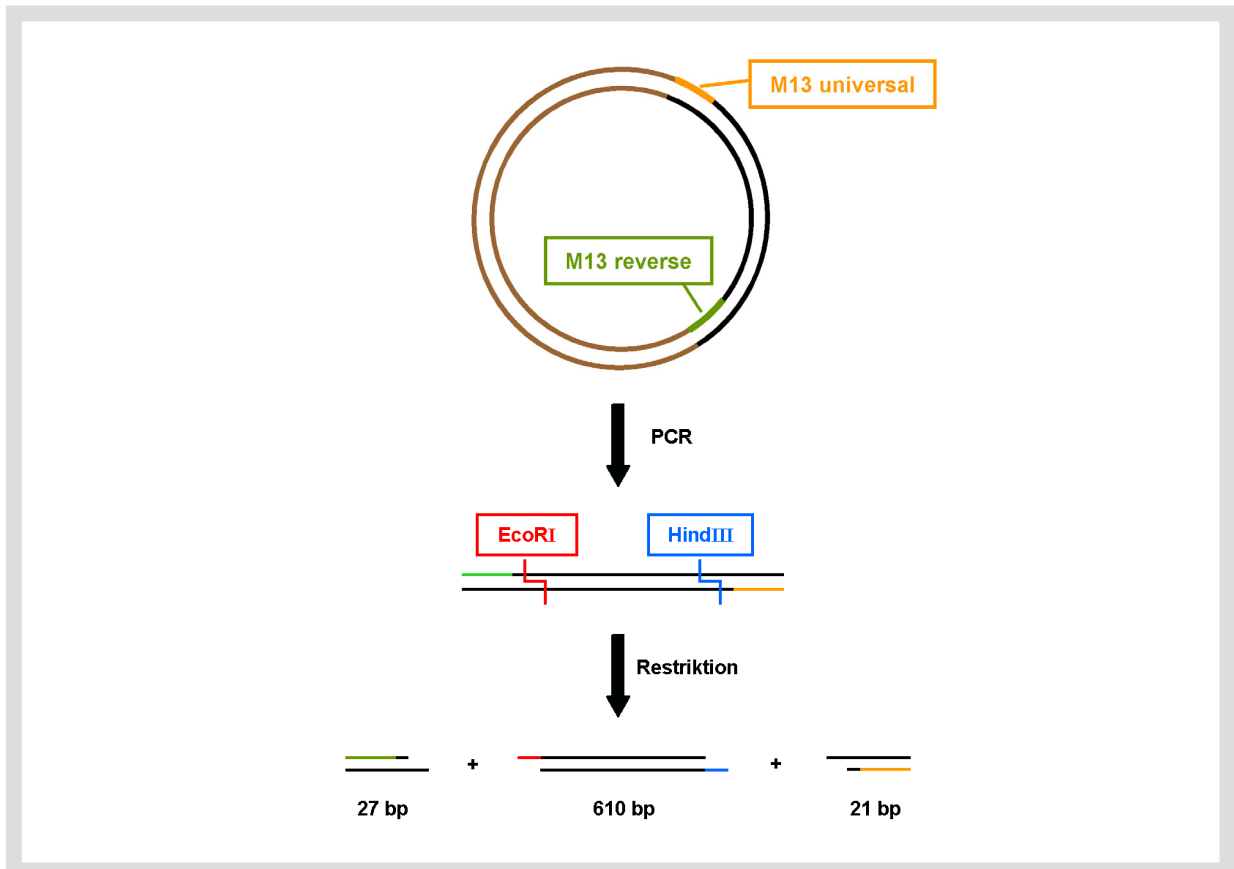 M13 universal
M13 reverse
PCR
EcoRI
HindIII
Restriktion
+
+
27 bp
610 bp
21 bp